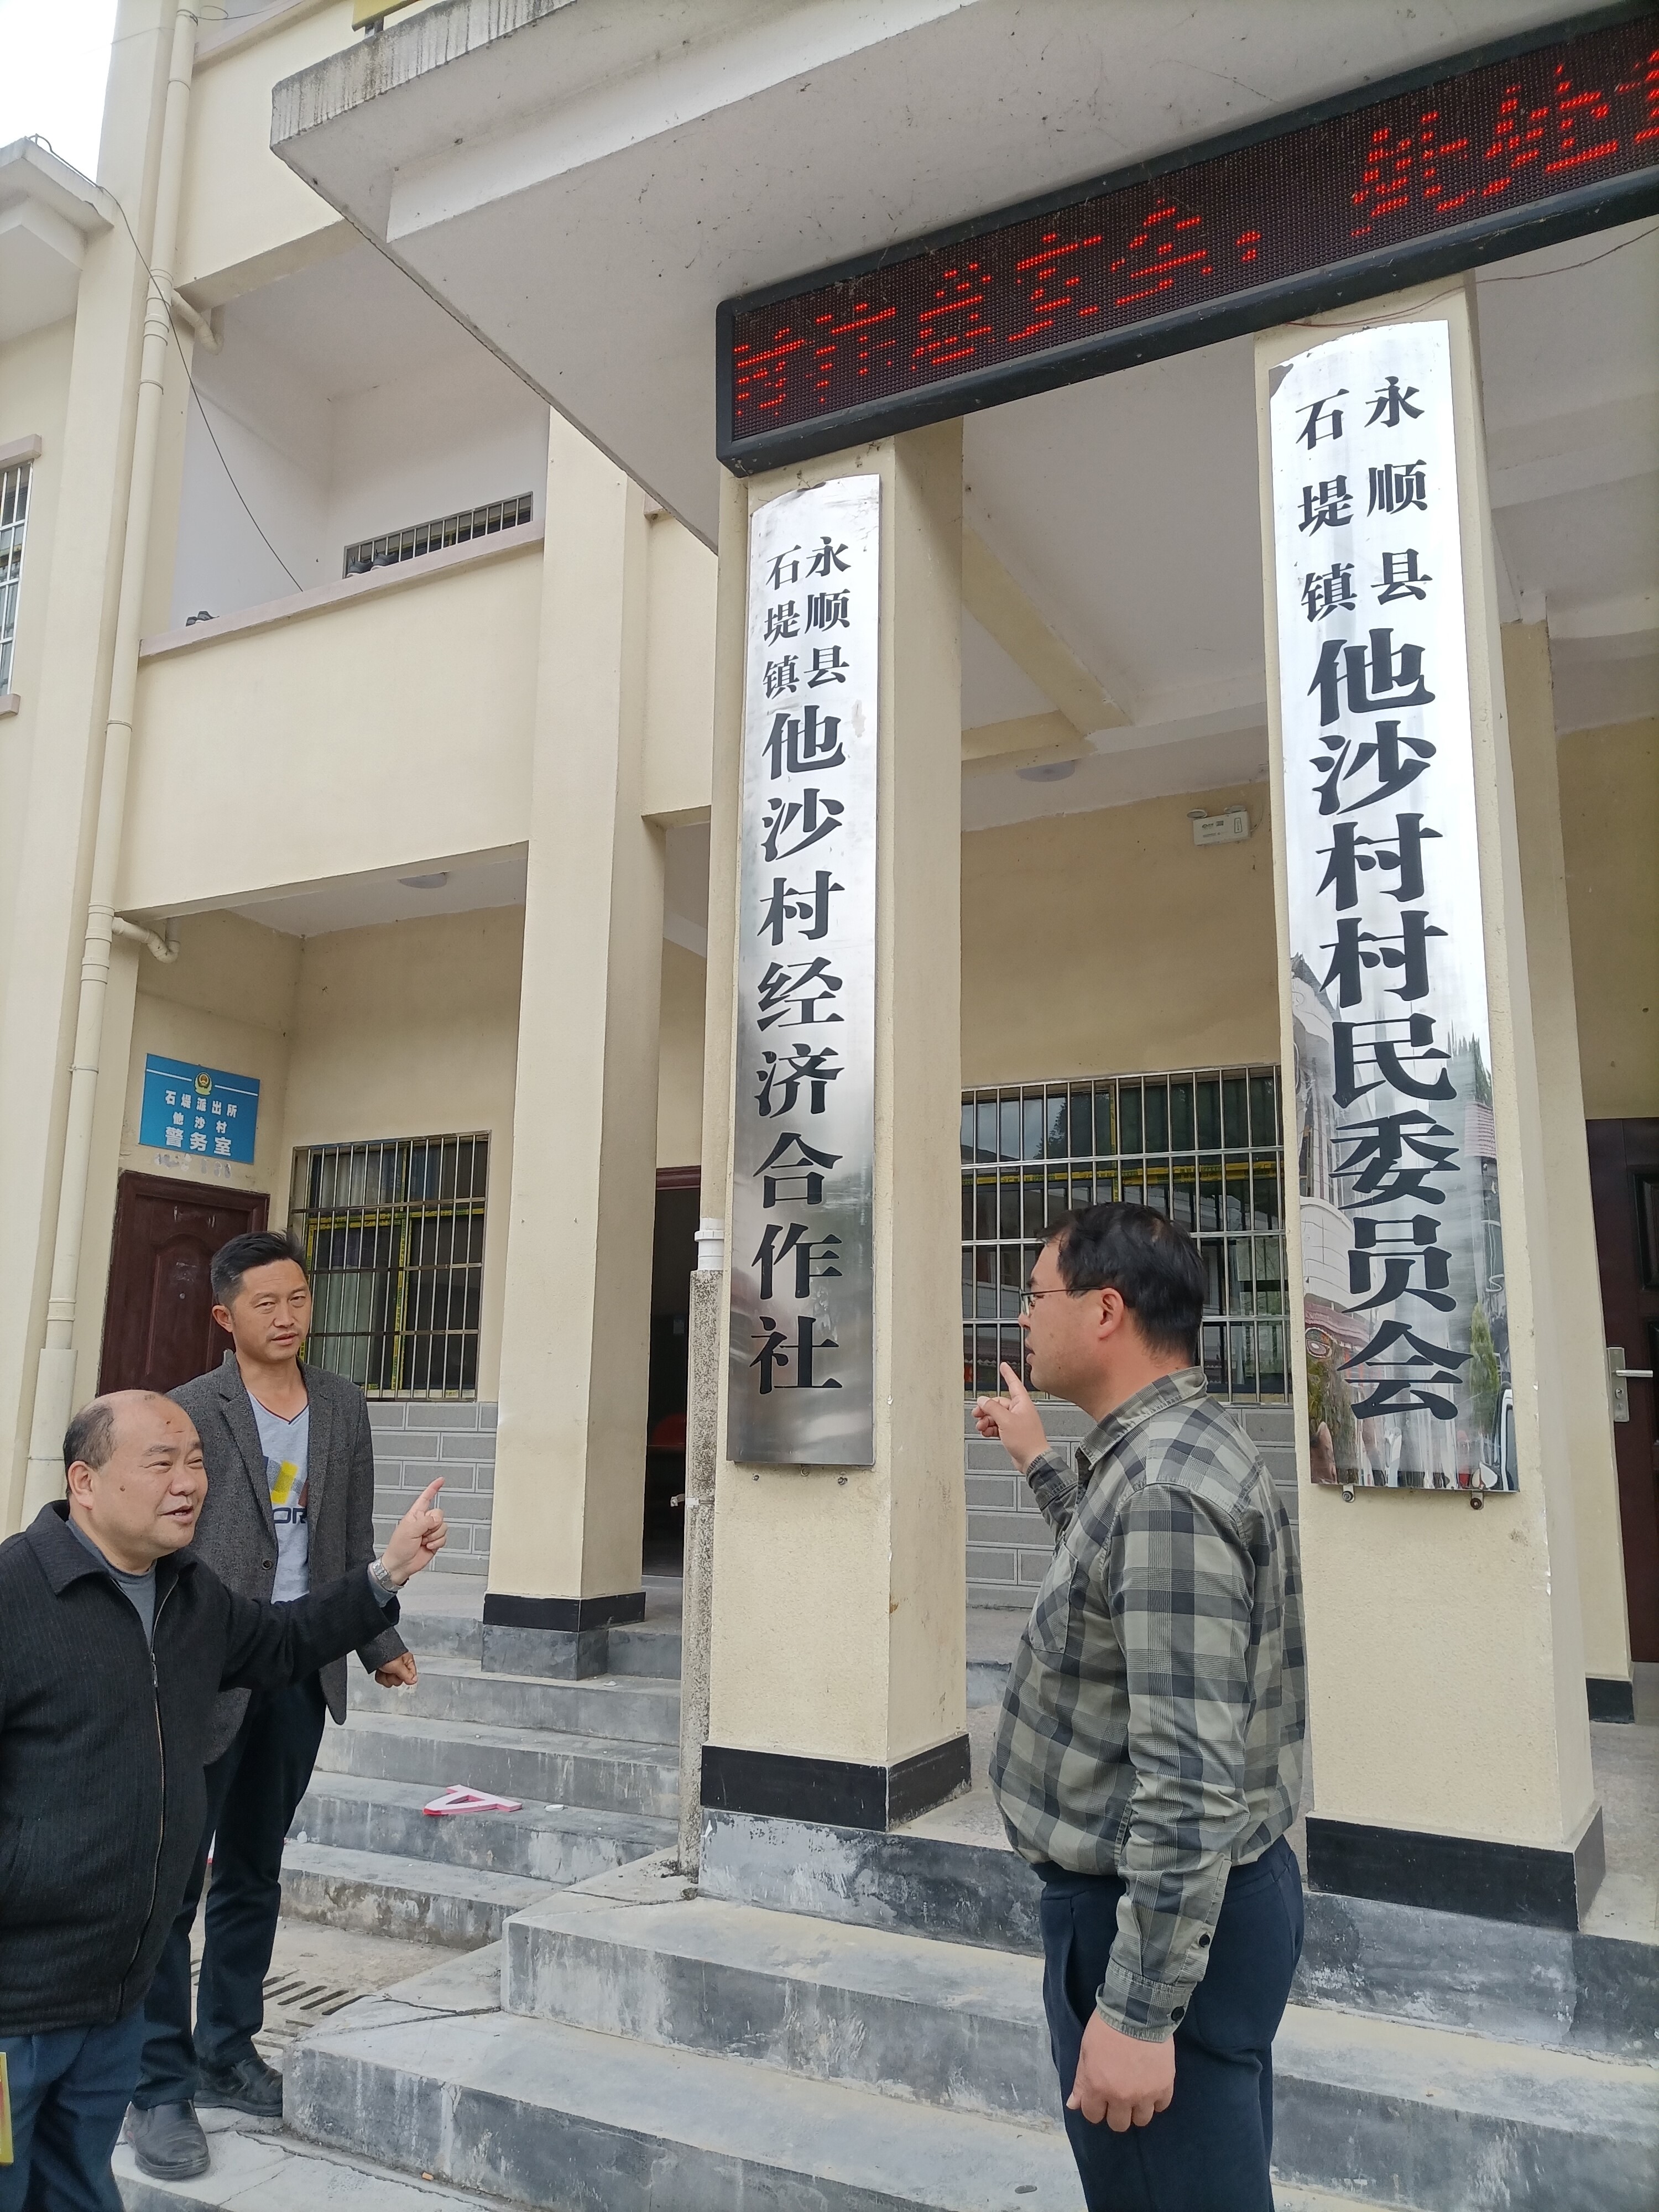 永顺县
石堤镇
他沙村村民委员会
永顺县
石堤镇
他沙村经济合作社
石堤派出所
他沙村
警务室